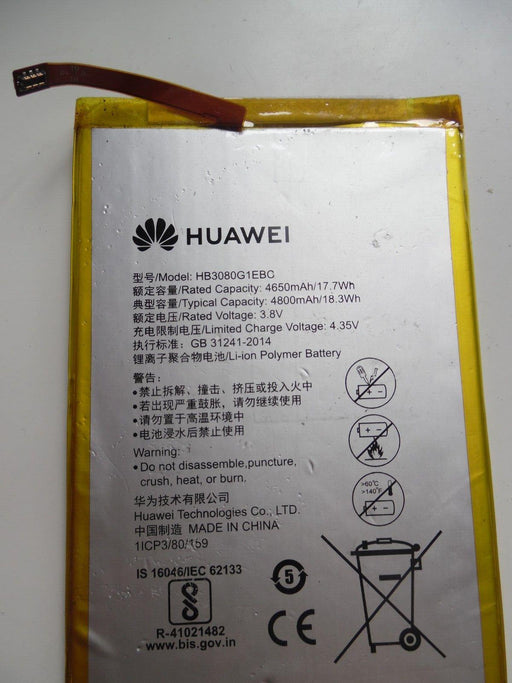 HUAWEI
型号/Model: HB3080G1EBC
额定容量/Rated Capacity: 4650mAh/17.7Wh
典型容量/Typical Capacity: 4800mAh/18.3Wh
额定电压/Rated Voltage: 3.8V
充电限制电压/Limited Charge Voltage: 4.35V
执行标准: GB 31241-2014
锂离子聚合物电池/Li-ion Polymer Battery
警告:
•禁止拆解、撞击、挤压或投入火中
•若出现严重鼓胀，请勿继续使用
•请勿置于高温环境中
•电池浸水后禁止使用
Warning:
•Do not disassemble,puncture,
crush, heat, or burn.
>60°C
>140°F
华为技术有限公司
Huawei Technologies Co., LTD.
中国制造 MADE IN CHINA
1ICP3/80/159
IS 16046/IEC 62133
5
R-41021482
www.bis.gov.in
CE